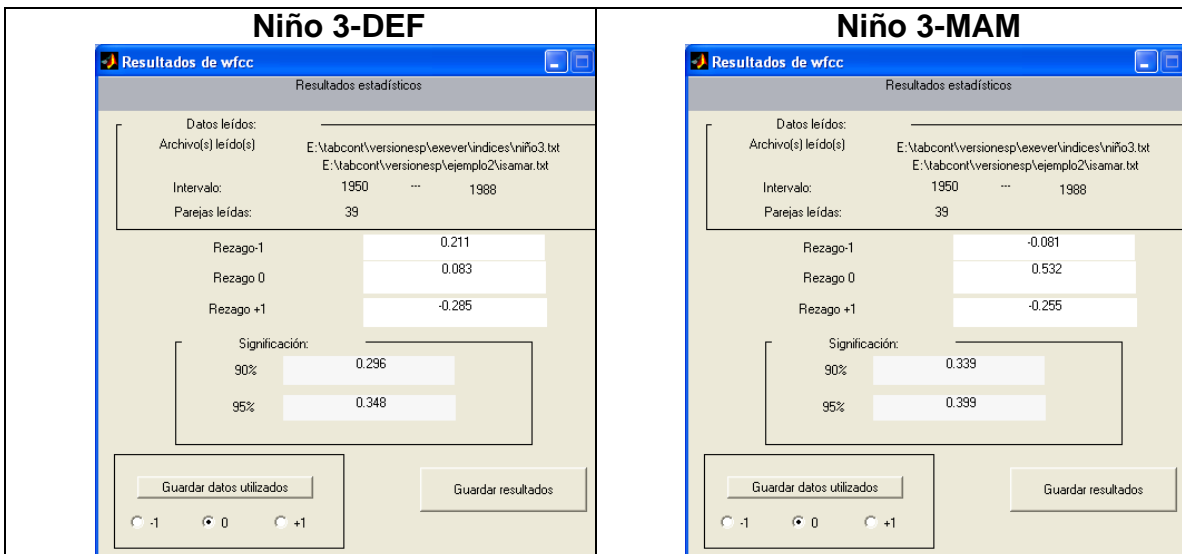 Niño 3-DEF
Resultados de wfcc
Resultados estadísticos
Datos leídos:
Archivo(s) leído(s)
E:\tabcont\versionesp\exever\indices\niño3.txt
E:\tabcont\versionesp\ejemplo2\isamar.txt
Intervalo: 1950 --- 1988
Parejas leídas: 39
Rezago-1 0.211
Rezago 0 0.083
Rezago +1 -0.285
Significación:
90% 0.296
95% 0.348
Guardar datos utilizados
-1 0 +1
Guardar resultados
Niño 3-MAM
Resultados de wfcc
Resultados estadísticos
Datos leídos:
Archivo(s) leído(s)
E:\tabcont\versionesp\exever\indices\niño3.txt
E:\tabcont\versionesp\ejemplo2\isamar.txt
Intervalo: 1950 --- 1988
Parejas leídas: 39
Rezago-1 -0.081
Rezago 0 0.532
Rezago +1 -0.255
Significación:
90% 0.339
95% 0.399
Guardar datos utilizados
-1 0 +1
Guardar resultados